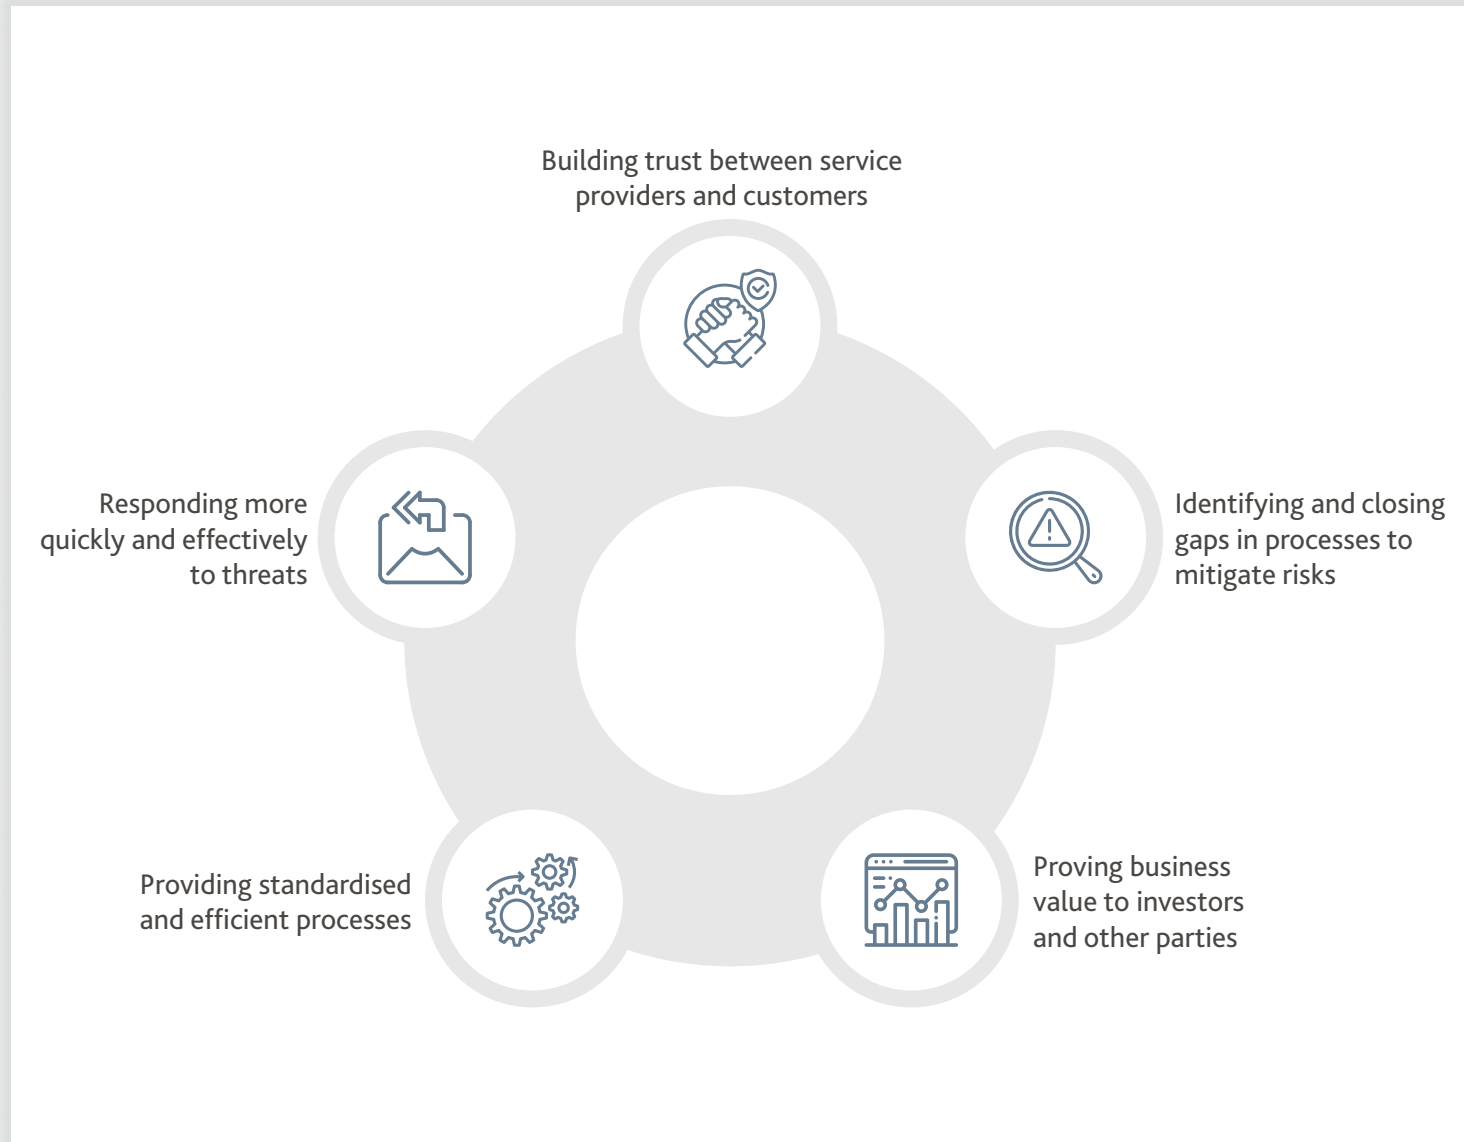 Building trust between service
providers and customers
Responding more
quickly and effectively
to threats
Identifying and closing
gaps in processes to
mitigate risks
Providing standardised
and efficient processes
Proving business
value to investors
and other parties